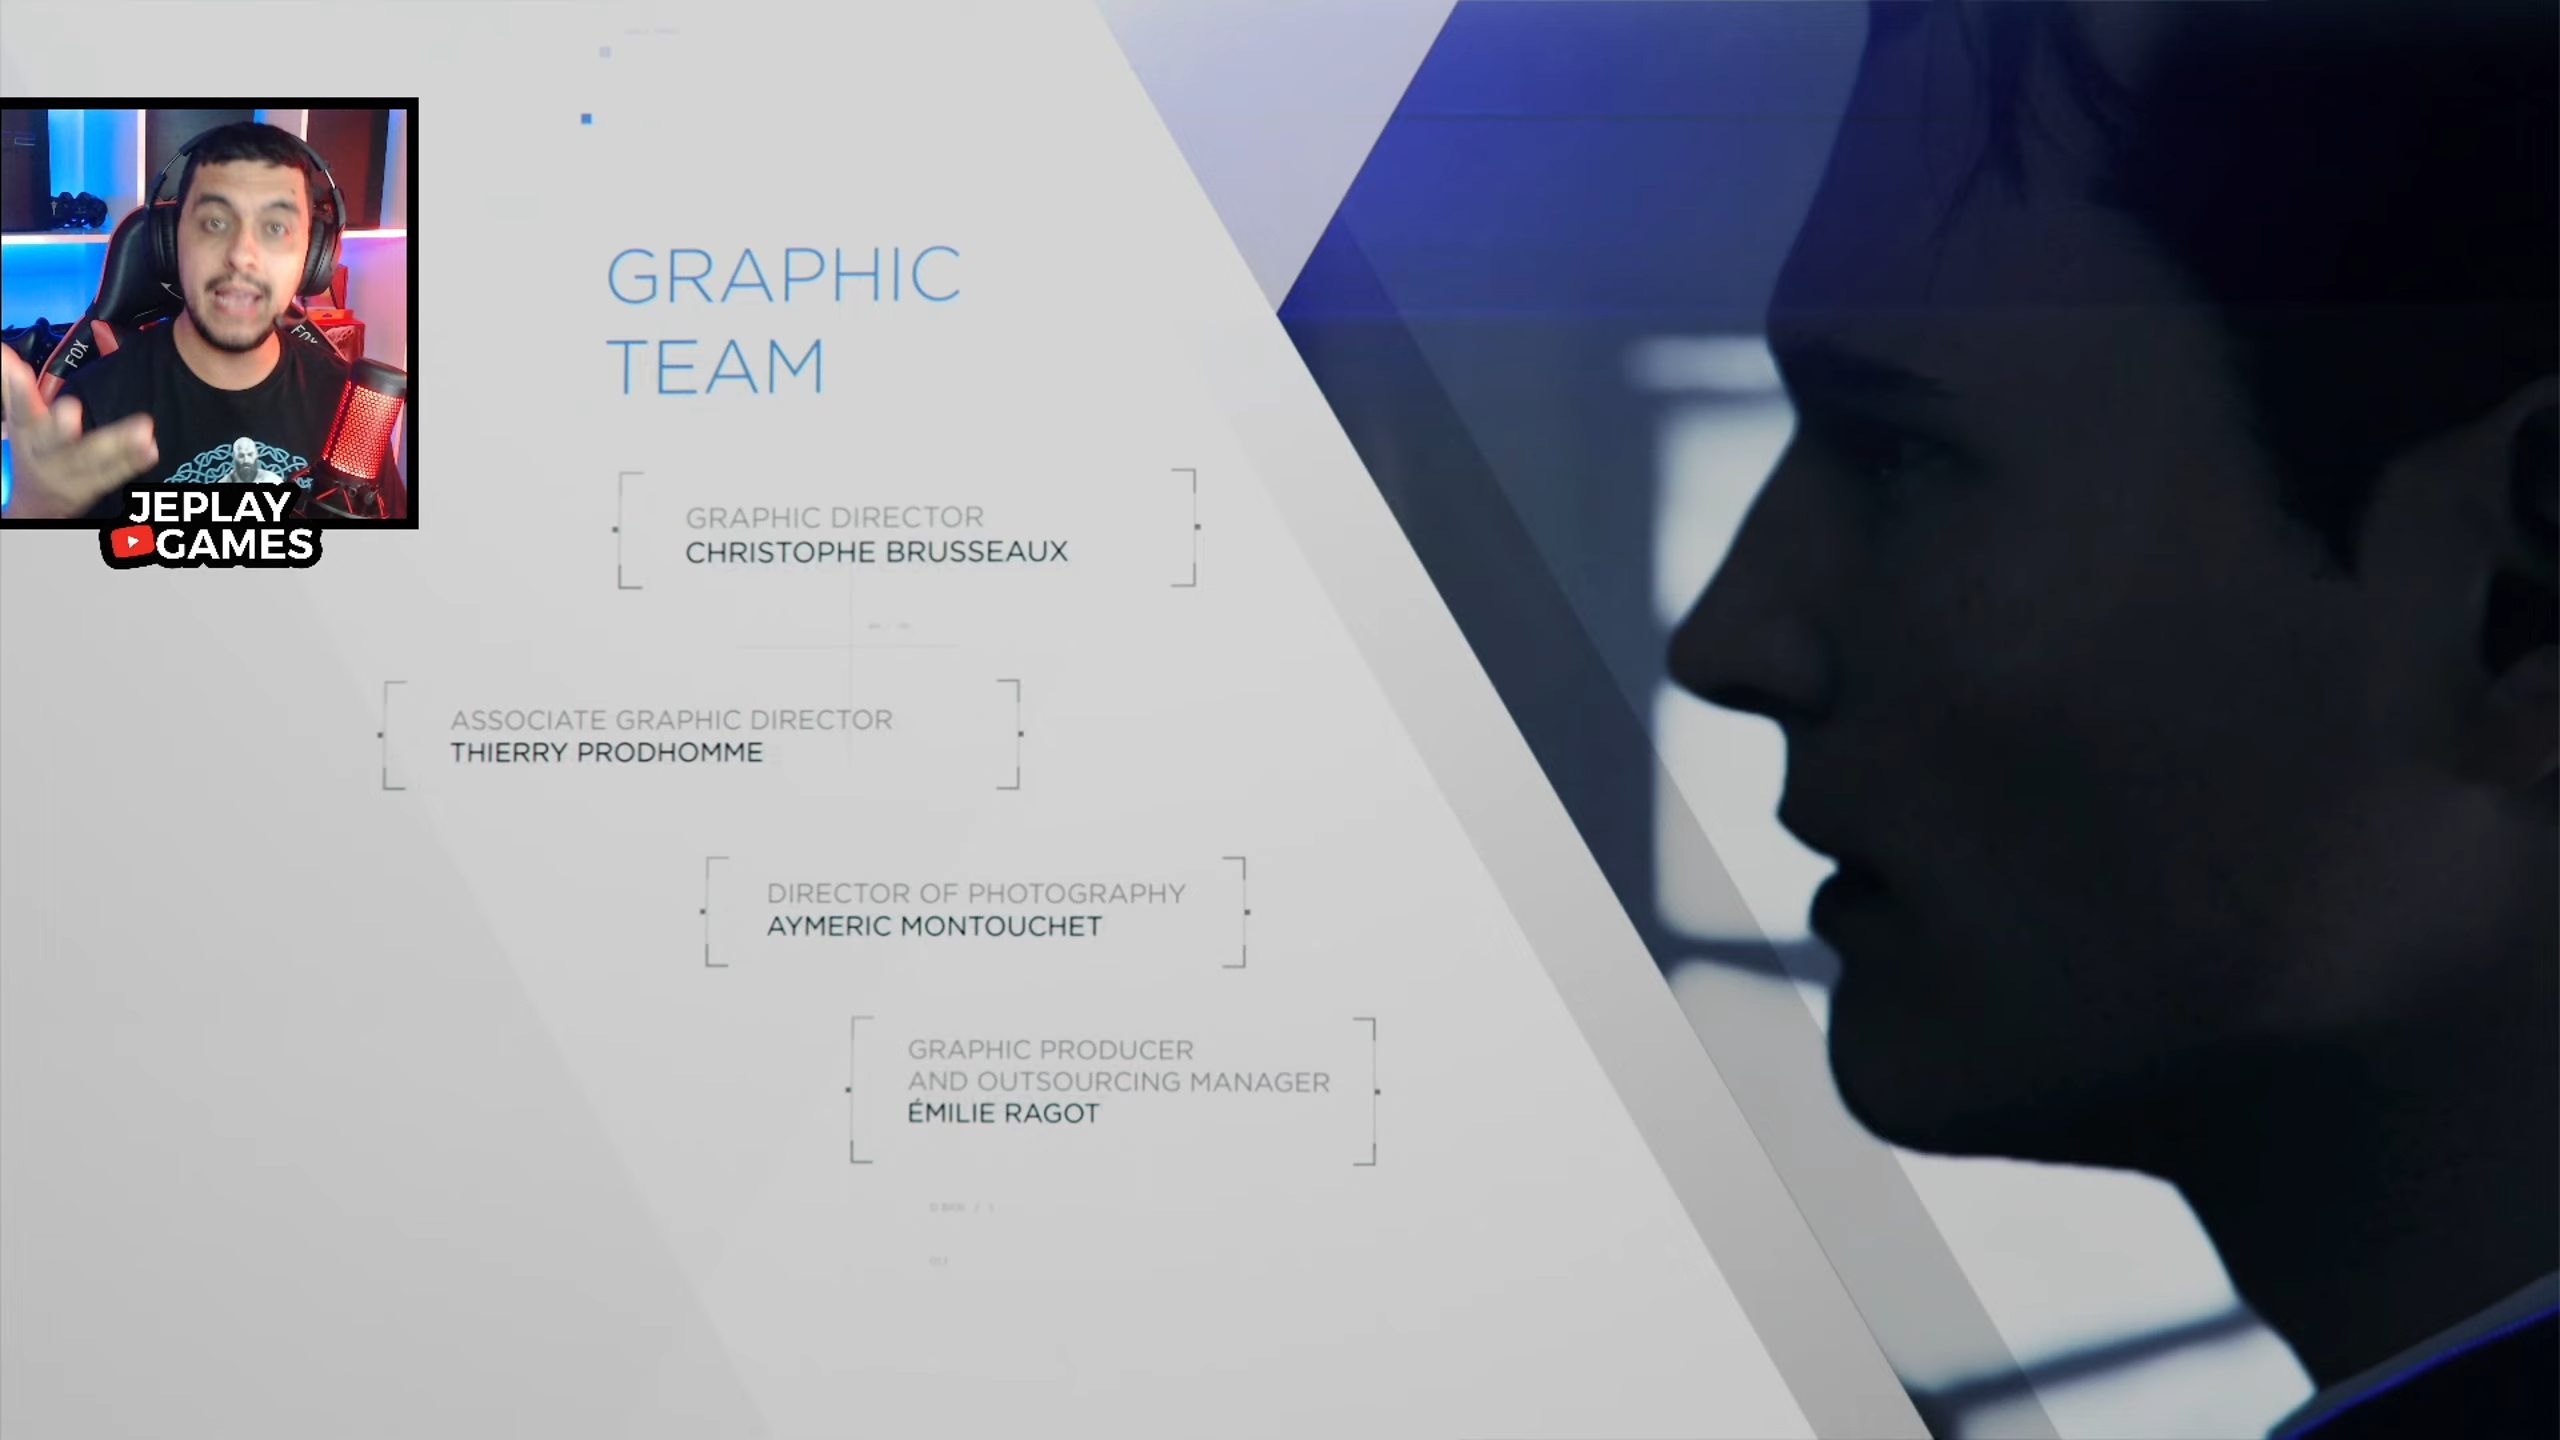 GRAPHIC
TEAM
FOX
JEPLAY
GAMES
GRAPHIC DIRECTOR
CHRISTOPHE BRUSSEAUX
ASSOCIATE GRAPHIC DIRECTOR
THIERRY PRODHOMME
DIRECTOR OF PHOTOGRAPHY
AYMERIC MONTOUCHET
GRAPHIC PRODUCER
AND OUTSOURCING MANAGER
ÉMILIE RAGOT